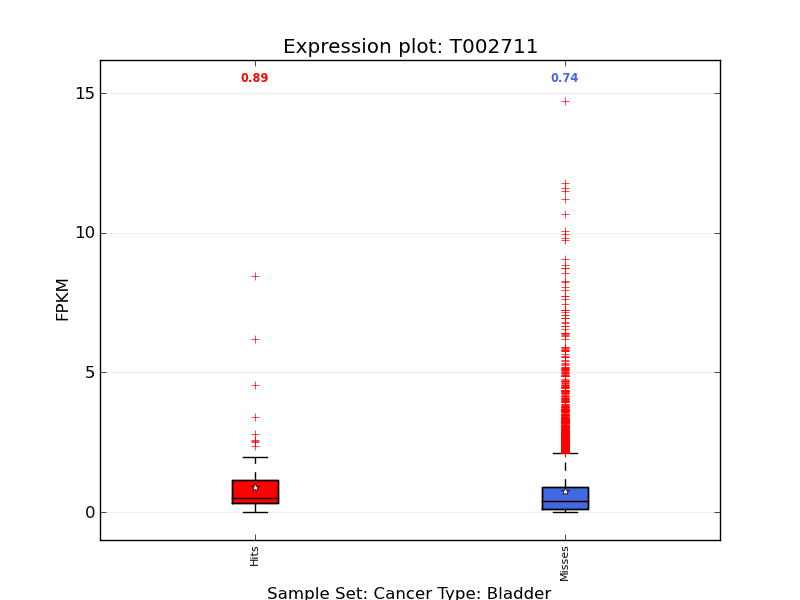 Expression plot: T002711
0.89 0.74
15
10
5
0
FPKM
Hits
Misses
Sample Set: Cancer Type: Bladder